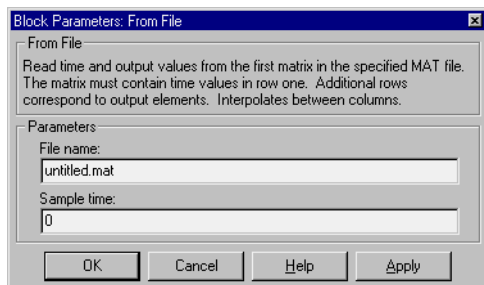 Block Parameters: From File
From File
Read time and output values from the first matrix in the specified MAT file.
The matrix must contain time values in row one. Additional rows
correspond to output elements. Interpolates between columns.
Parameters
File name:
untitled.mat
Sample time:
0
OK Cancel Help Apply